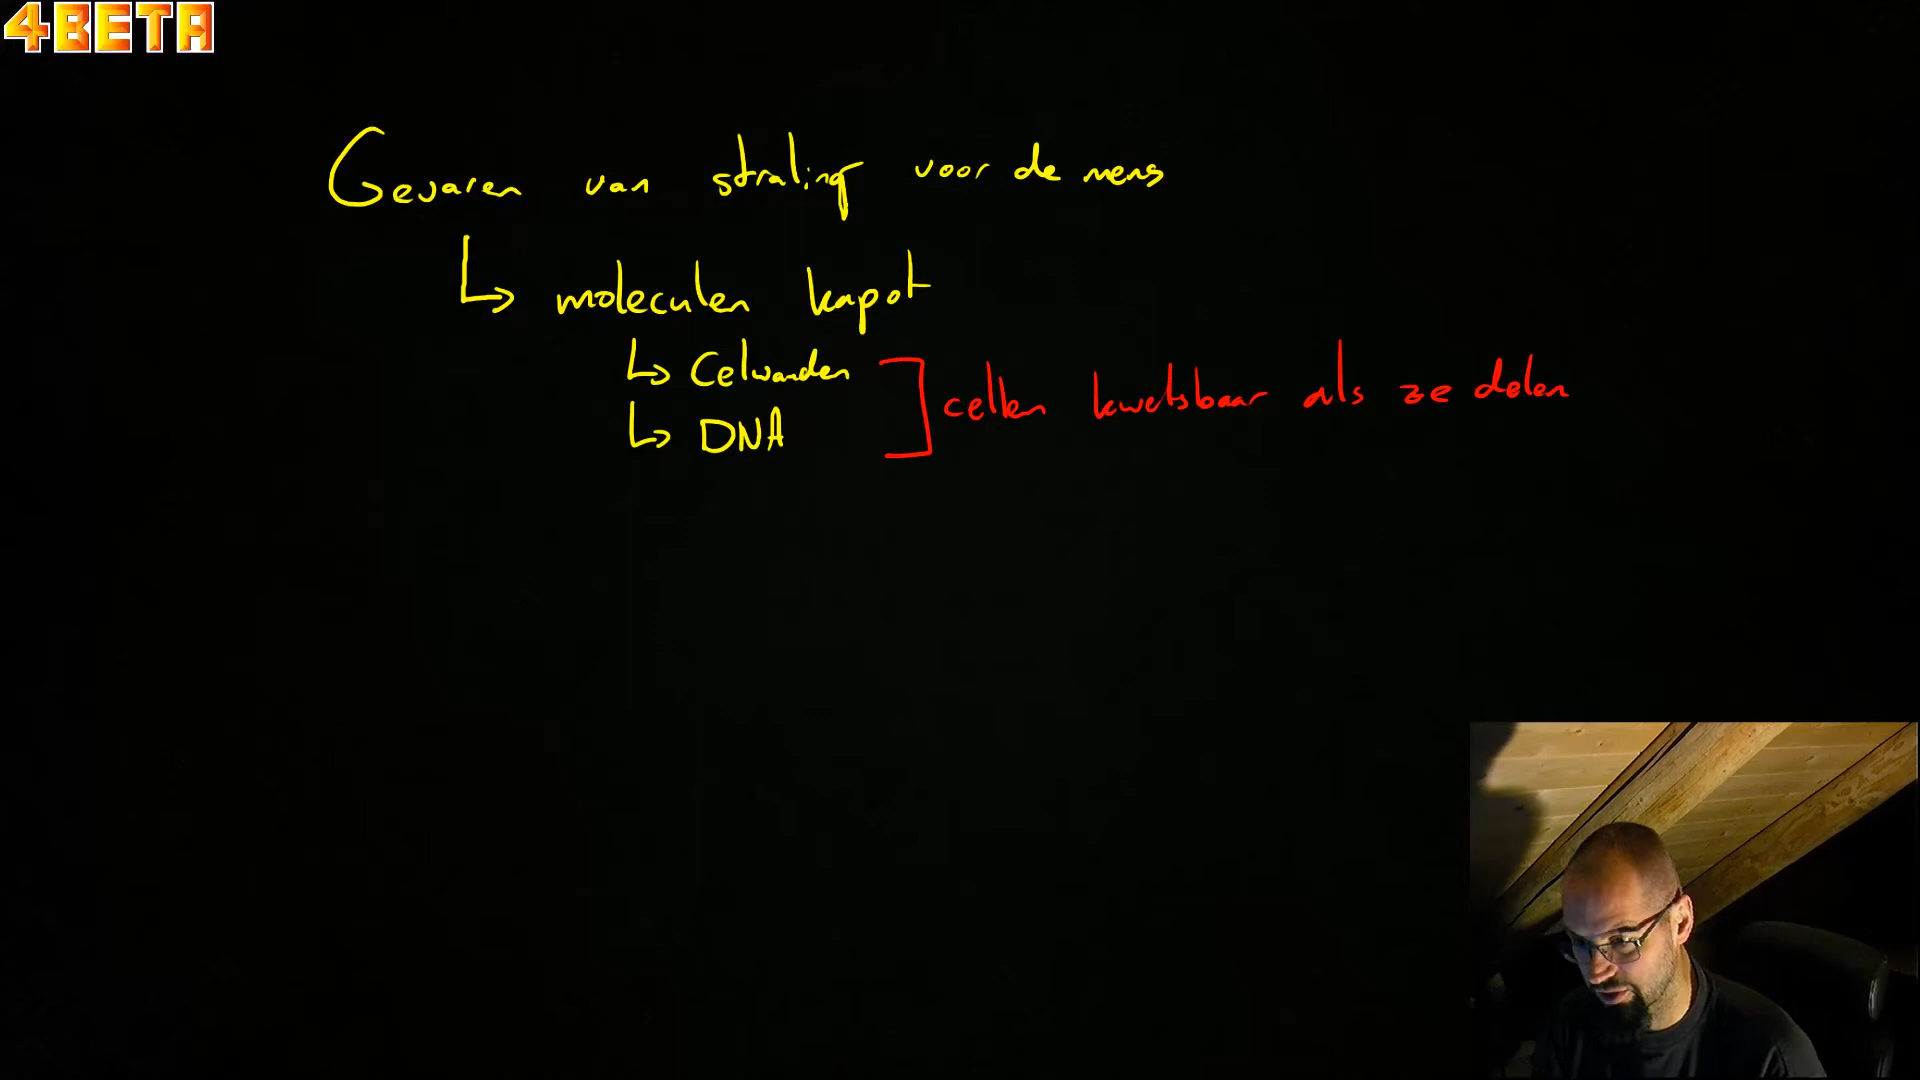 4BETA
Gevaren van straling voor de mens
↳ moleculen kapot
↳ Celwanden
↳ DNA
cellen kwetsbaar als ze delen